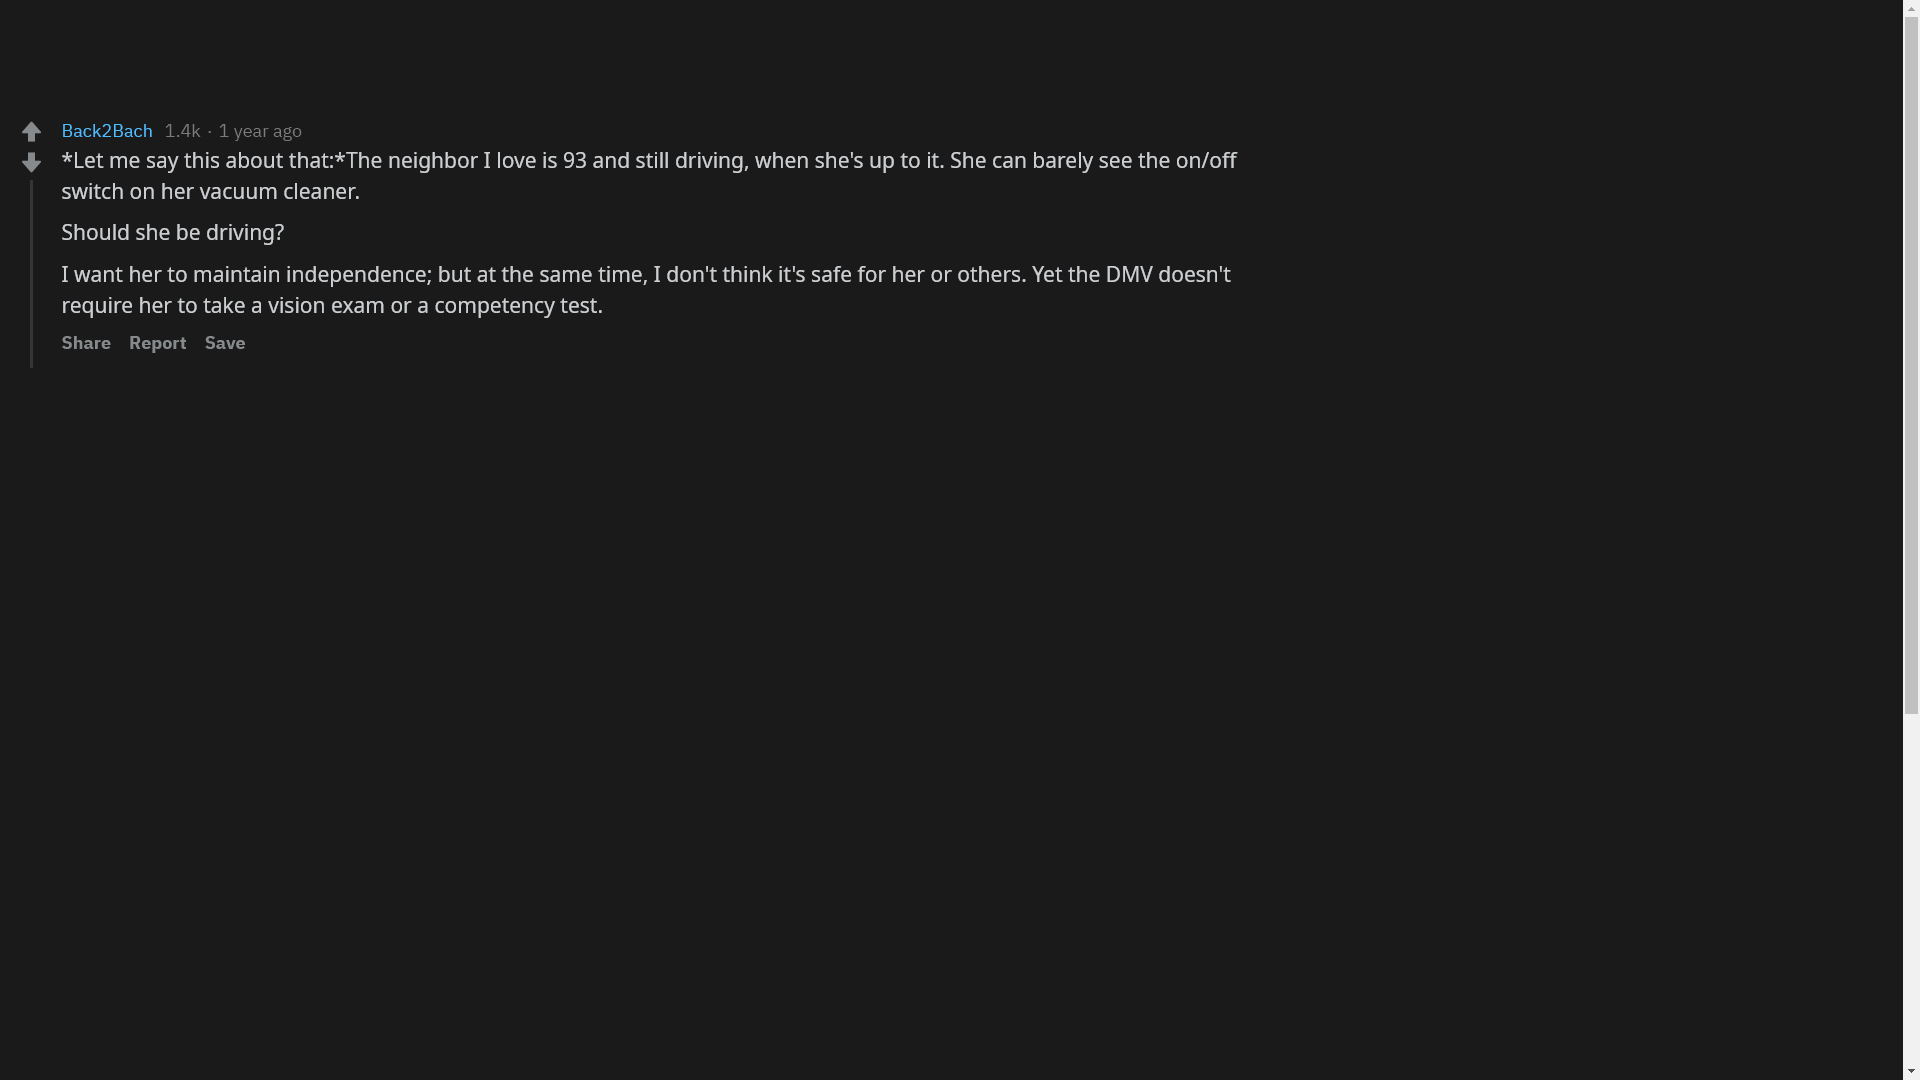 Back2Bach 1.4k · 1 year ago
*Let me say this about that:*The neighbor I love is 93 and still driving, when she's up to it. She can barely see the on/off
switch on her vacuum cleaner.
Should she be driving?
I want her to maintain independence; but at the same time, I don't think it's safe for her or others. Yet the DMV doesn't
require her to take a vision exam or a competency test.
Share Report Save